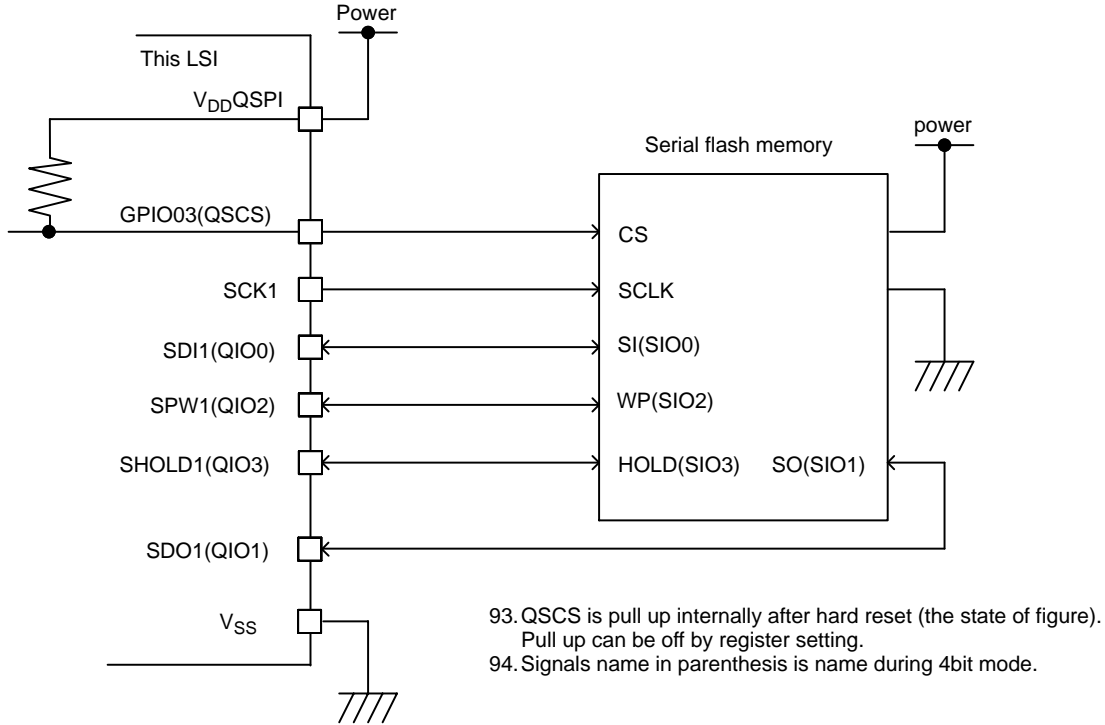 Power
This LSI
VDDQSPI
power
Serial flash memory
GPIO03(QSCS)
CS
SCK1
SCLK
SDI1(QIO0)
SI(SIO0)
SPW1(QIO2)
WP(SIO2)
SHOLD1(QIO3)
HOLD(SIO3) SO(SIO1)
SDO1(QIO1)
VSS
93. QSCS is pull up internally after hard reset (the state of figure).
Pull up can be off by register setting.
94. Signals name in parenthesis is name during 4bit mode.